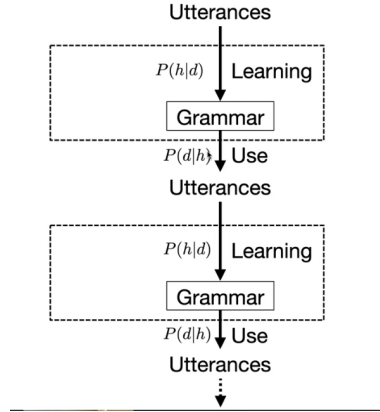 Utterances
P(h|d) Learning
Grammar
P(d|h) Use
Utterances
P(h|d) Learning
Grammar
P(d|h) Use
Utterances